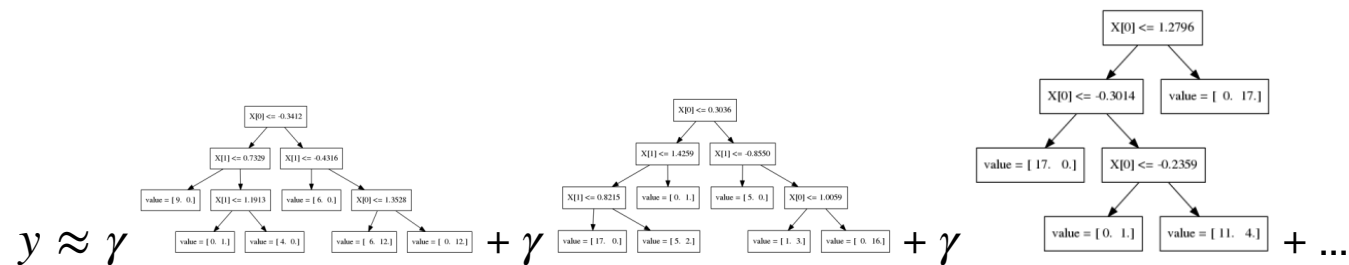 y ≈ γ
X[0] <= -0.3412
X[1] <= 0.7329 X[1] <= -0.4316
value = [ 9. 0.] X[1] <= 1.1913 value = [ 6. 0.] X[0] <= 1.3528
value = [ 0. 1.] value = [ 4. 0.] value = [ 6. 12.] value = [ 0. 12.]
+ γ
X[0] <= 0.3036
X[1] <= 1.4259 X[1] <= -0.8550
X[1] <= 0.8215 value = [ 0. 1.] value = [ 5. 0.] X[0] <= 1.0059
value = [ 17. 0.] value = [ 5. 2.] value = [ 1. 3.] value = [ 0. 16.]
+ γ
X[0] <= 1.2796
X[0] <= -0.3014 value = [ 0. 17.]
value = [ 17. 0.] X[0] <= -0.2359
value = [ 0. 1.] value = [ 11. 4.]
+ ...